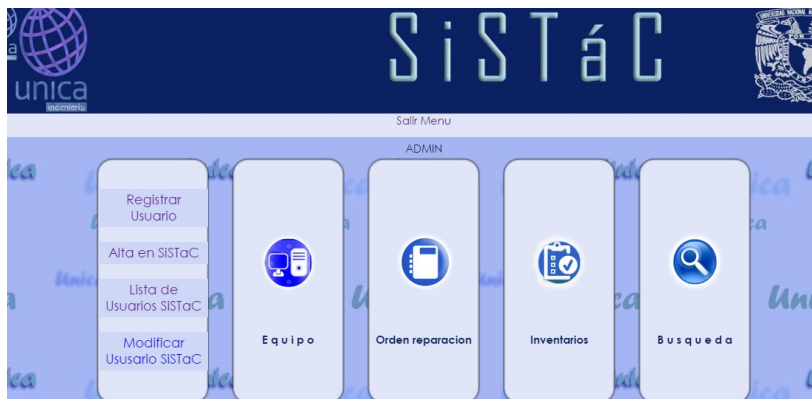 SiSTáC
unica
ingeniería
Salir Menu
ADMIN
Registrar
Usuario
Alta en SiSTaC
Lista de
Usuarios SiSTaC
Modificar
Ususario SiSTaC
Equipo
Orden reparacion
Inventarios
Busqueda
Unica